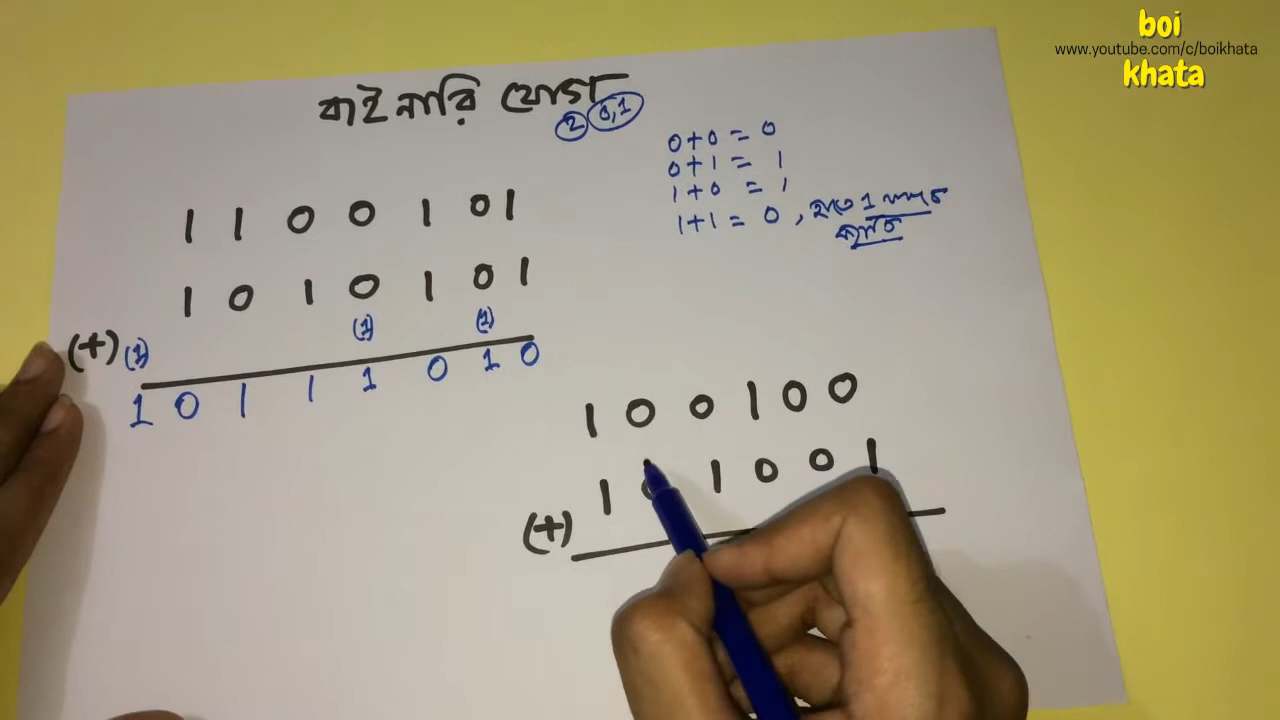 boi
www.youtube.com/c/boikhata
khata
বাইনারি যোগ
2 0,1
0+0 = 0
0+1 = 1
1+0 = 1
1+1 = 0 , হাতে 1
1 1 0 0 1 0 1
1 0 1 0 1 0 1
(1) (1) (1)
(+)
1 0 1 1 1 0 1 0
1 0 0 1 0 0
1 0 1 0 0 1
(+)